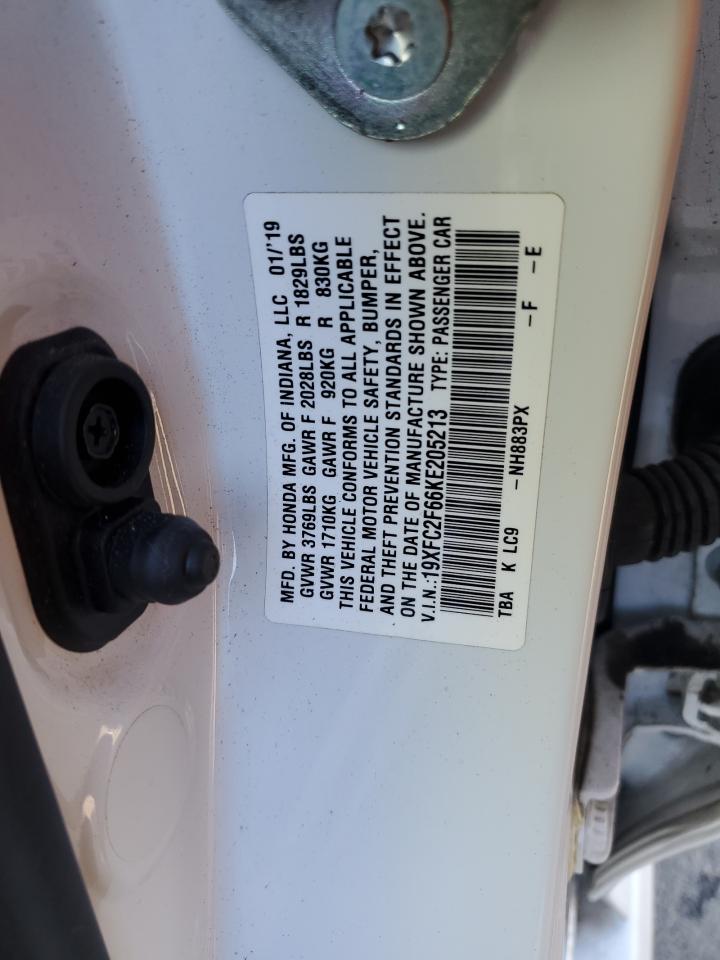 MFD. BY HONDA MFG. OF INDIANA, LLC 01/'19
GVWR 3769LBS GAWR F 2028LBS R 1829LBS
GVWR 1710KG GAWR F 920KG R 830KG
THIS VEHICLE CONFORMS TO ALL APPLICABLE
FEDERAL MOTOR VEHICLE SAFETY, BUMPER,
AND THEFT PREVENTION STANDARDS IN EFFECT
ON THE DATE OF MANUFACTURE SHOWN ABOVE.
V.I.N.:19XFC2F66KE205213 TYPE: PASSENGER CAR
TBA K LC9 -NH883PX -F -E